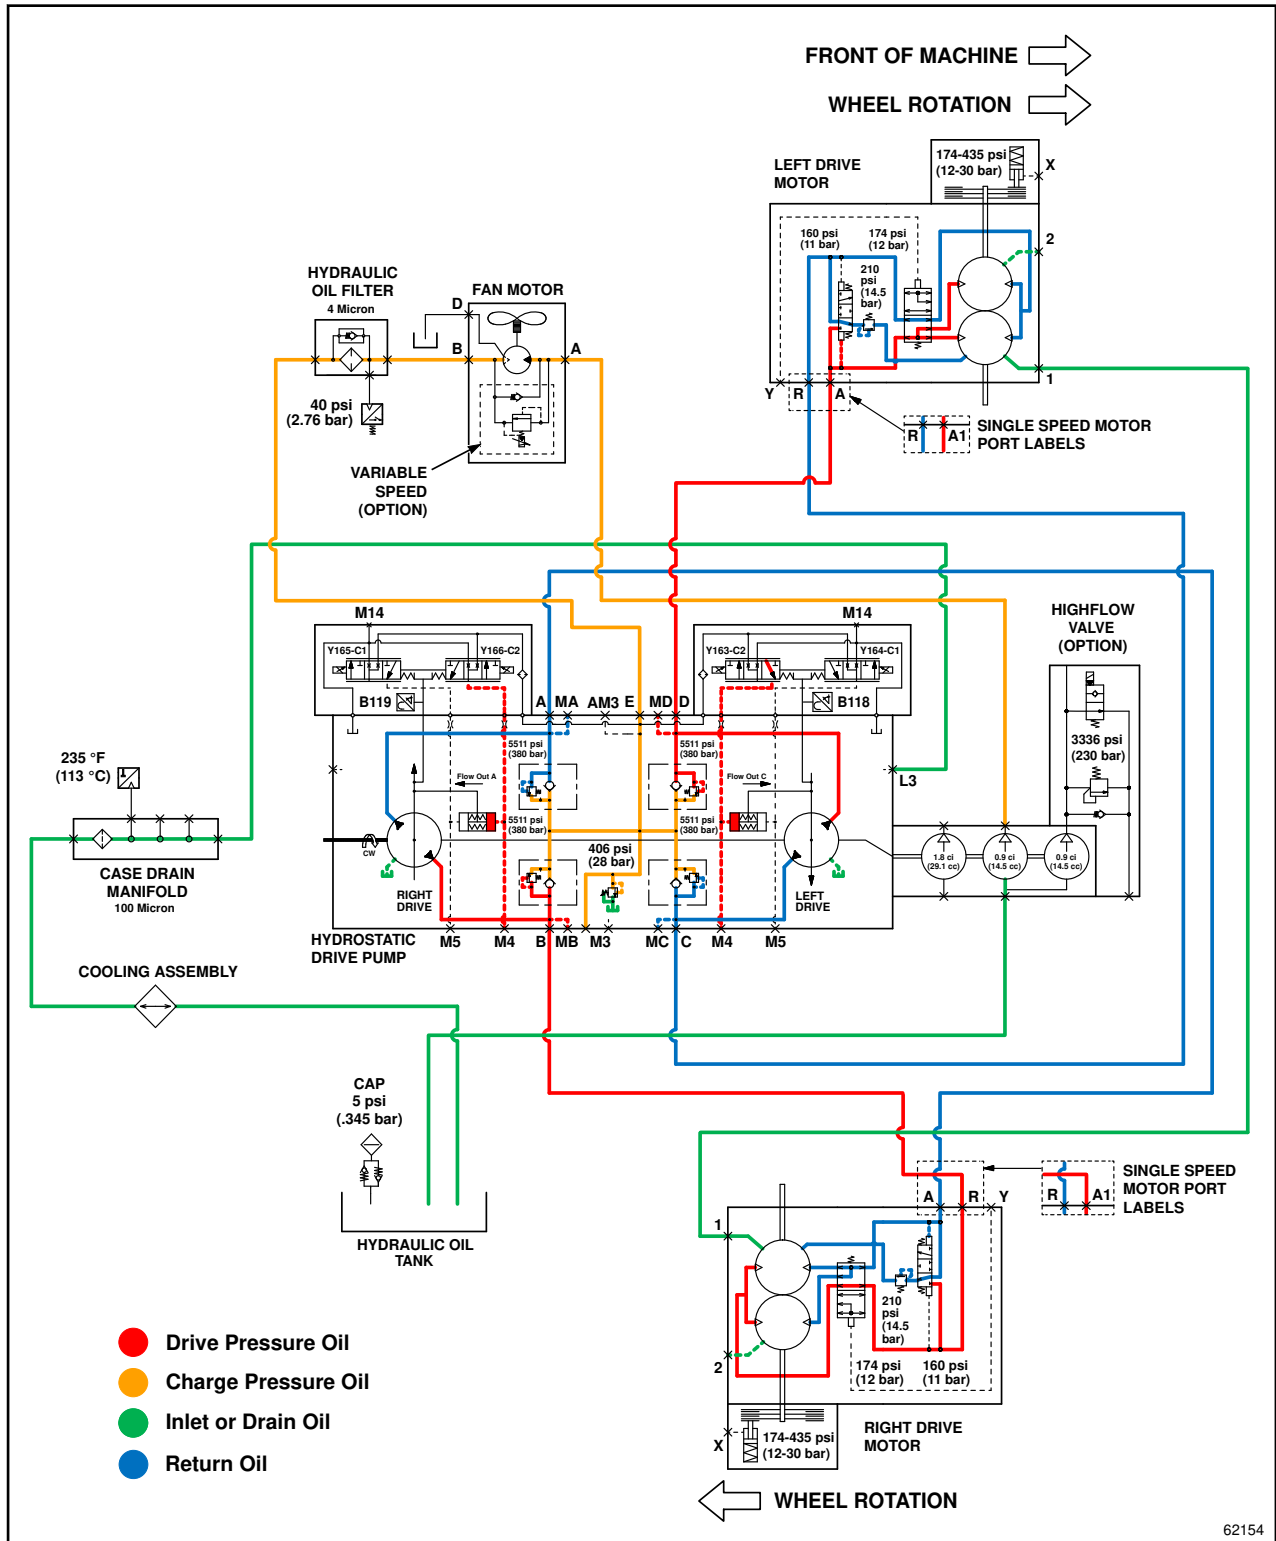 FRONT OF MACHINE
WHEEL ROTATION
LEFT DRIVE
MOTOR
174-435 psi
(12-30 bar)
X
160 psi
(11 bar)
174 psi
(12 bar)
2
210
psi
(14.5
bar)
HYDRAULIC
OIL FILTER
4 Micron
FAN MOTOR
D
B
A
40 psi
(2.76 bar)
VARIABLE
SPEED
(OPTION)
Y
R
A
1
R
A1
SINGLE SPEED MOTOR
PORT LABELS
M14
M14
HIGHFLOW
VALVE
(OPTION)
Y165-C1
Y166-C2
Y163-C2
Y164-C1
B119
A
MA
AM3
E
MD
D
B118
235 °F
(113 °C)
5511 psi
(380 bar)
5511 psi
(380 bar)
3336 psi
(230 bar)
Flow Out A
Flow Out C
L3
5511 psi
(380 bar)
5511 psi
(380 bar)
406 psi
(28 bar)
CW
1.8 ci
(29.1 cc)
0.9 ci
(14.5 cc)
0.9 ci
(14.5 cc)
CASE DRAIN
MANIFOLD
100 Micron
RIGHT
DRIVE
LEFT
DRIVE
HYDROSTATIC
DRIVE PUMP
M5
M4
B
MB
M3
MC
C
M4
M5
COOLING ASSEMBLY
CAP
5 psi
(.345 bar)
HYDRAULIC OIL
TANK
A
R
Y
R
A1
SINGLE SPEED
MOTOR PORT
LABELS
1
210
psi
(14.5
bar)
2
174 psi
(12 bar)
160 psi
(11 bar)
X
174-435 psi
(12-30 bar)
RIGHT DRIVE
MOTOR
WHEEL ROTATION
Drive Pressure Oil
Charge Pressure Oil
Inlet or Drain Oil
Return Oil
62154